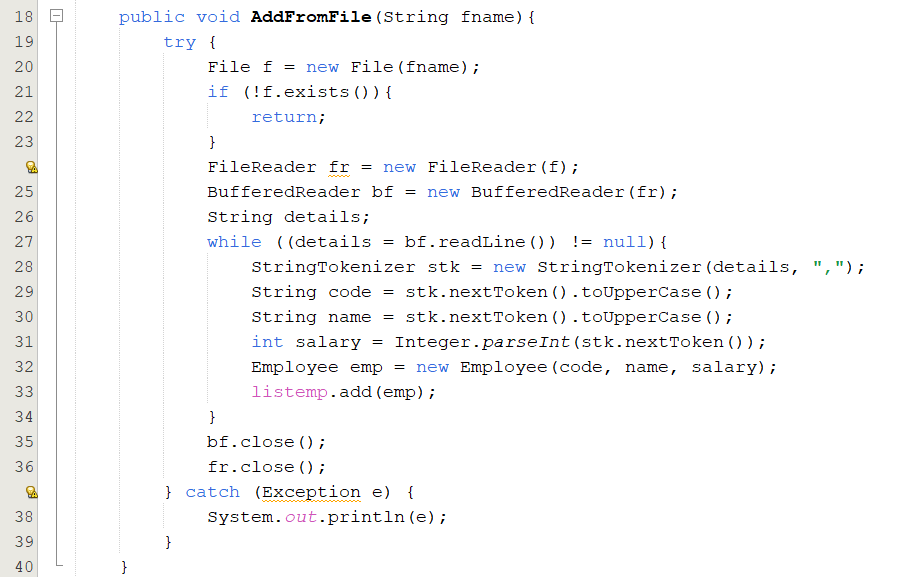 18 public void AddFromFile(String fname){
19 try {
20 File f = new File(fname);
21 if (!f.exists()){
22 return;
23 }
FileReader fr = new FileReader(f);
25 BufferedReader bf = new BufferedReader(fr);
26 String details;
27 while ((details = bf.readLine()) != null){
28 StringTokenizer stk = new StringTokenizer(details, ",");
29 String code = stk.nextToken().toUpperCase();
30 String name = stk.nextToken().toUpperCase();
31 int salary = Integer.parseInt(stk.nextToken());
32 Employee emp = new Employee(code, name, salary);
33 listemp.add(emp);
34 }
35 bf.close();
36 fr.close();
} catch (Exception e) {
38 System.out.println(e);
39 }
40 }